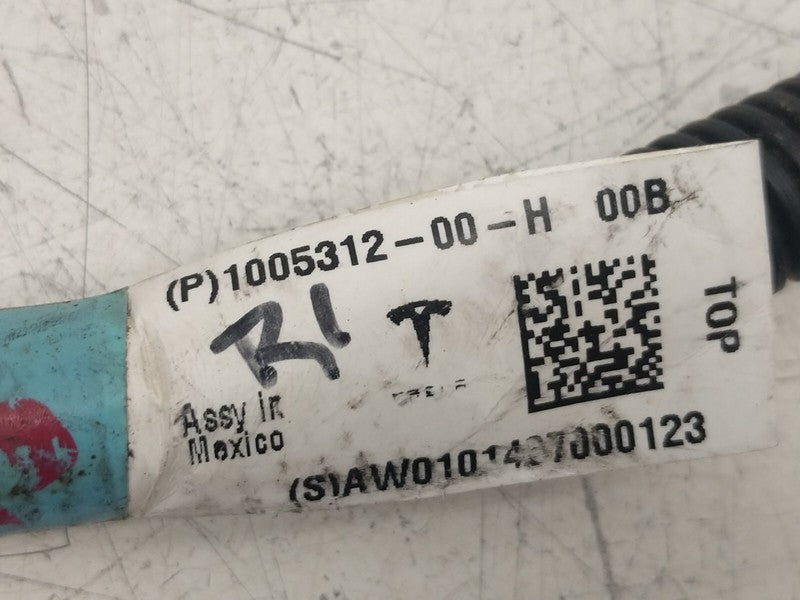 (P)1005312-00-H 00B
R1
TOP
Assy in
Mexico